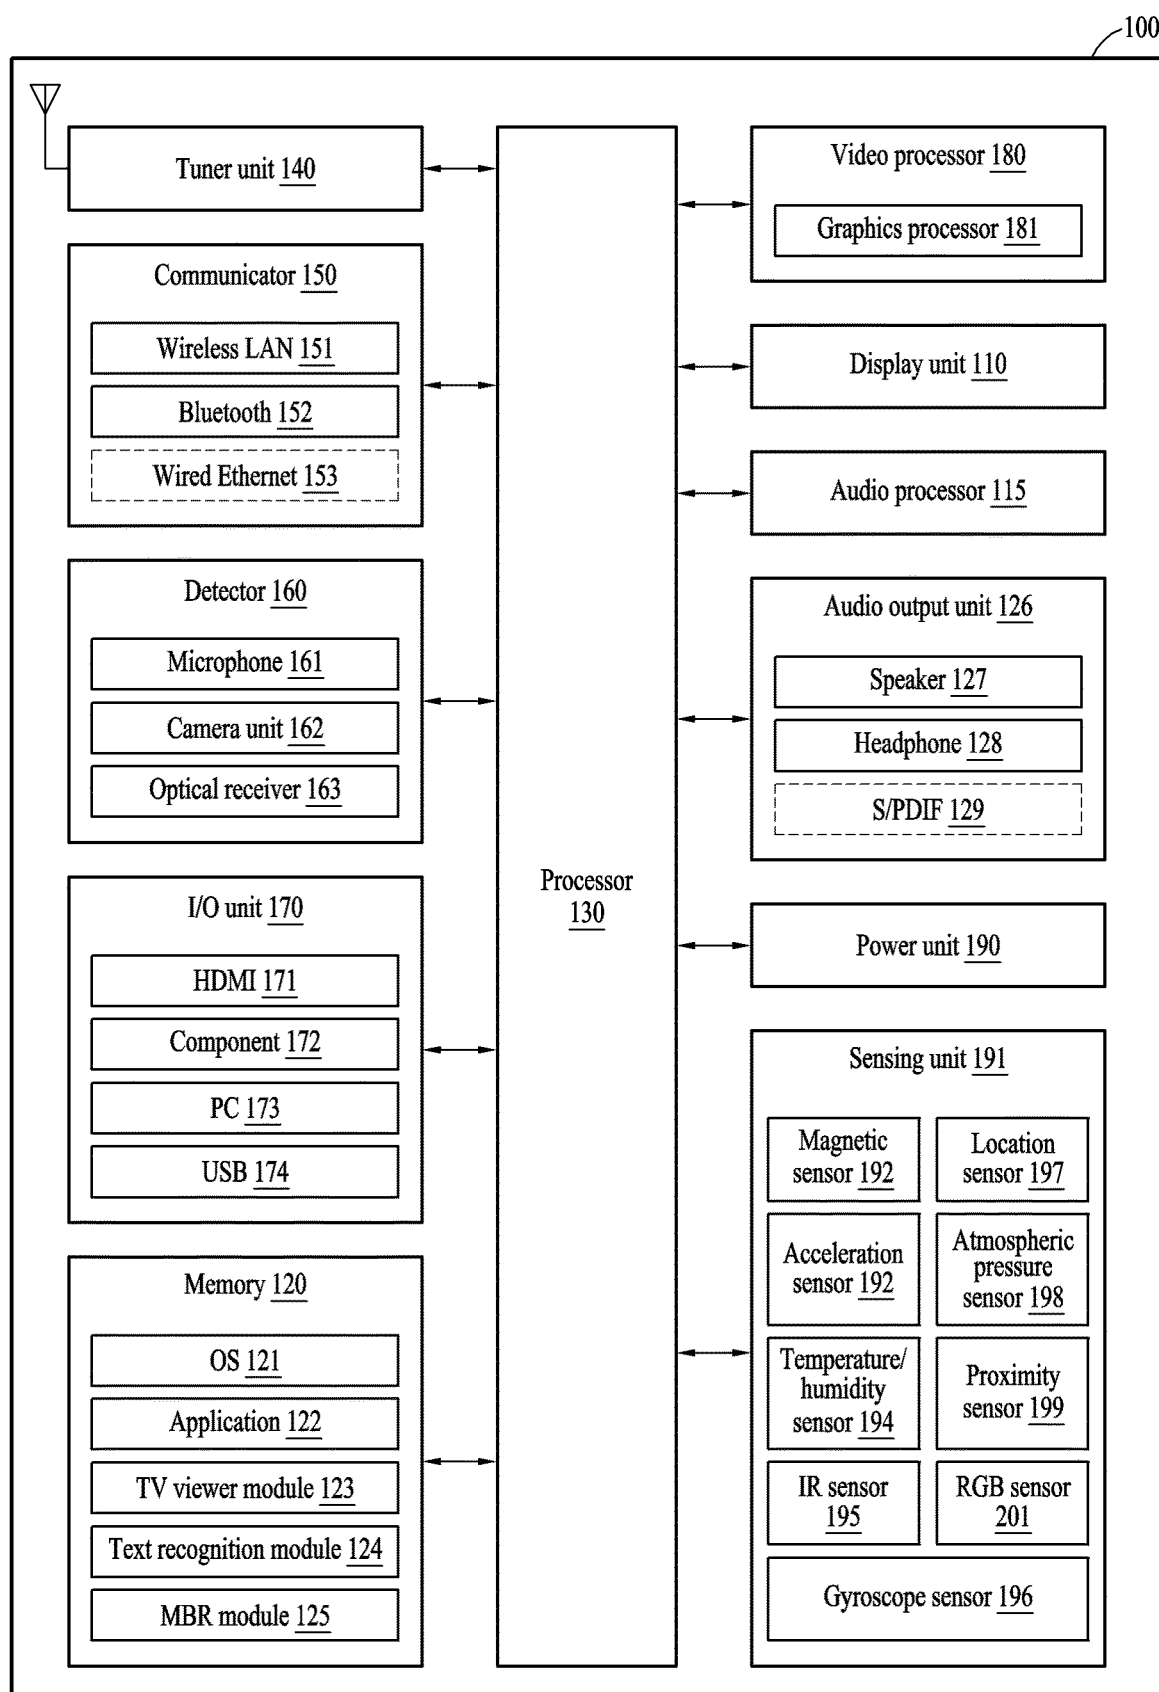 100
Tuner unit 140
Communicator 150
Wireless LAN 151
Bluetooth 152
Wired Ethernet 153
Detector 160
Microphone 161
Camera unit 162
Optical receiver 163
I/O unit 170
HDMI 171
Component 172
PC 173
USB 174
Memory 120
OS 121
Application 122
TV viewer module 123
Text recognition module 124
MBR module 125
Processor
130
Video processor 180
Graphics processor 181
Display unit 110
Audio processor 115
Audio output unit 126
Speaker 127
Headphone 128
S/PDIF 129
Power unit 190
Sensing unit 191
Magnetic
sensor 192
Location
sensor 197
Acceleration
sensor 192
Atmospheric
pressure
sensor 198
Temperature/
humidity
sensor 194
Proximity
sensor 199
IR sensor
195
RGB sensor
201
Gyroscope sensor 196